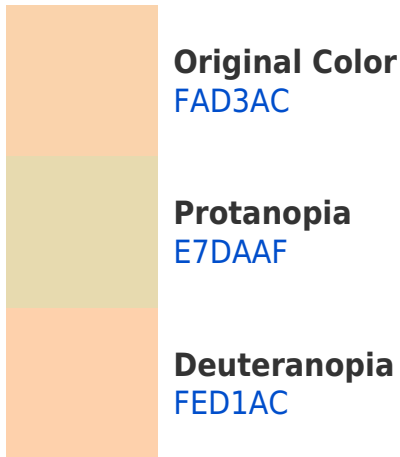 Original Color
FAD3AC
Protanopia
E7DAAF
Deuteranopia
FED1AC